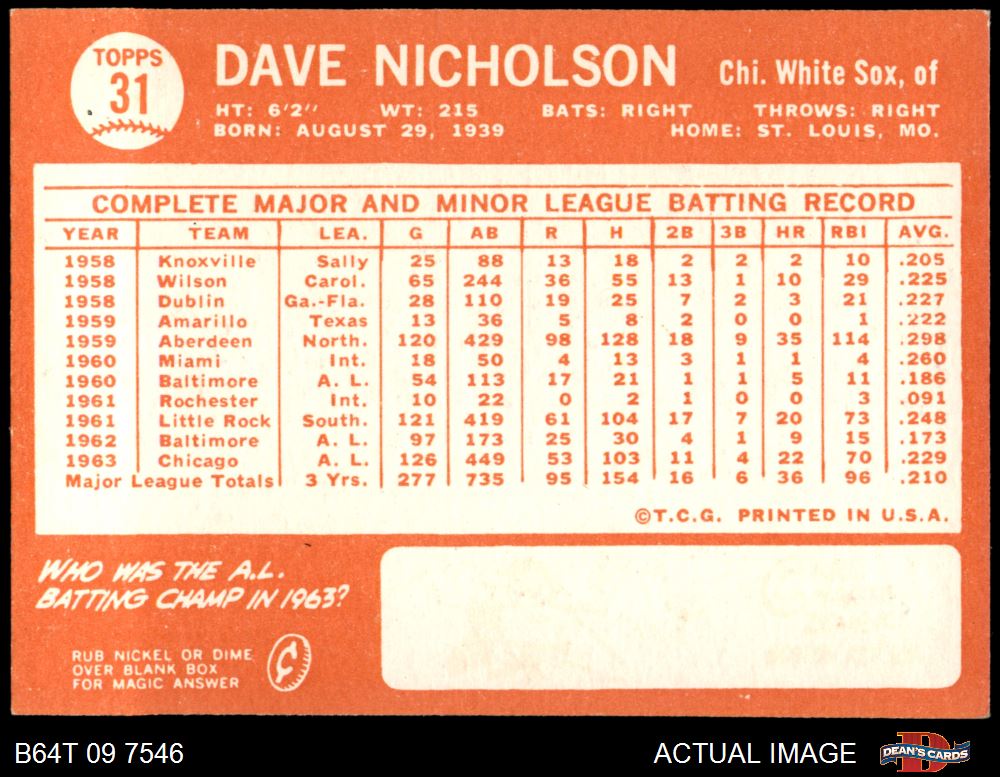 TOPPS
31
DAVE NICHOLSON Chi. White Sox, of
HT: 6'2" WT: 215 BATS: RIGHT THROWS: RIGHT
BORN: AUGUST 29, 1939 HOME: ST. LOUIS, MO.
COMPLETE MAJOR AND MINOR LEAGUE BATTING RECORD
YEAR TEAM LEA. G AB R H 2B 3B HR RBI AVG.
1958 Knoxville Sally 25 88 13 18 2 2 2 10 .205
1958 Wilson Carol. 65 244 36 55 13 1 10 29 .225
1958 Dublin Ga.-Fla. 28 110 19 25 7 2 3 21 .227
1959 Amarillo Texas 13 36 5 8 2 0 0 1 .222
1959 Aberdeen North. 120 429 98 128 18 9 35 114 .298
1960 Miami Int. 18 50 4 13 3 1 1 4 .260
1960 Baltimore A. L. 54 113 17 21 1 1 5 11 .186
1961 Rochester Int. 10 22 0 2 1 0 0 3 .091
1961 Little Rock South. 121 419 61 104 17 7 20 73 .248
1962 Baltimore A. L. 97 173 25 30 4 1 9 15 .173
1963 Chicago A. L. 126 449 53 103 11 4 22 70 .229
Major League Totals 3 Yrs. 277 735 95 154 16 6 36 96 .210
©T.C.G. PRINTED IN U.S.A.
WHO WAS THE A.L.
BATTING CHAMP IN 1963?
RUB NICKEL OR DIME
OVER BLANK BOX
FOR MAGIC ANSWER
¢
B64T 09 7546 ACTUAL IMAGE DEAN'S CARDS